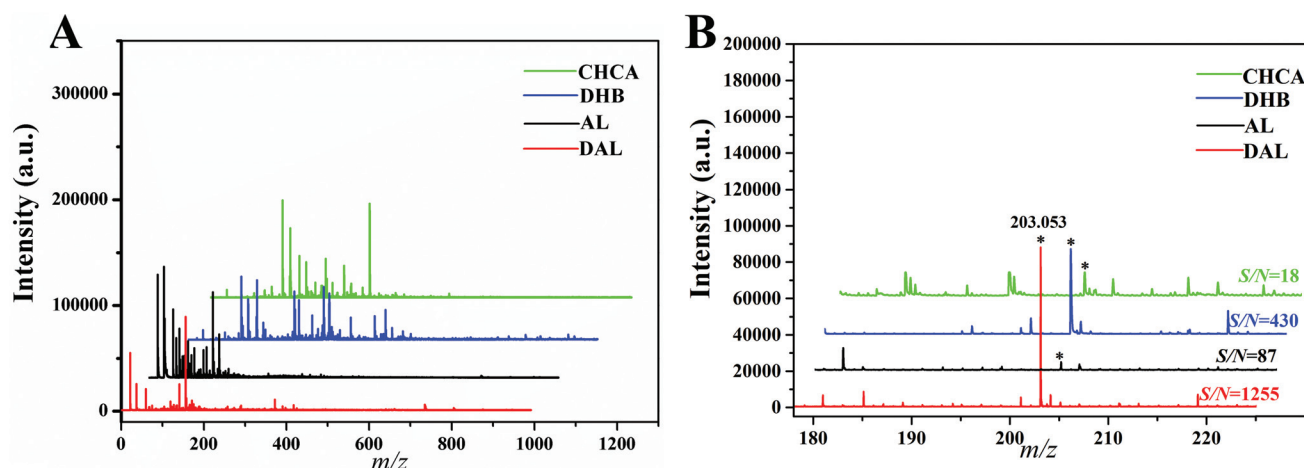 A
Intensity (a.u.)
300000
200000
100000
0
0 200 400 600 800 1000 1200
m/z
CHCA
DHB
AL
DAL
B
Intensity (a.u.)
200000
180000
160000
140000
120000
100000
80000
60000
40000
20000
0
180 190 200 210 220
m/z
CHCA
DHB
AL
DAL
203.053
* * *
S/N=18
S/N=430
*
S/N=87
S/N=1255